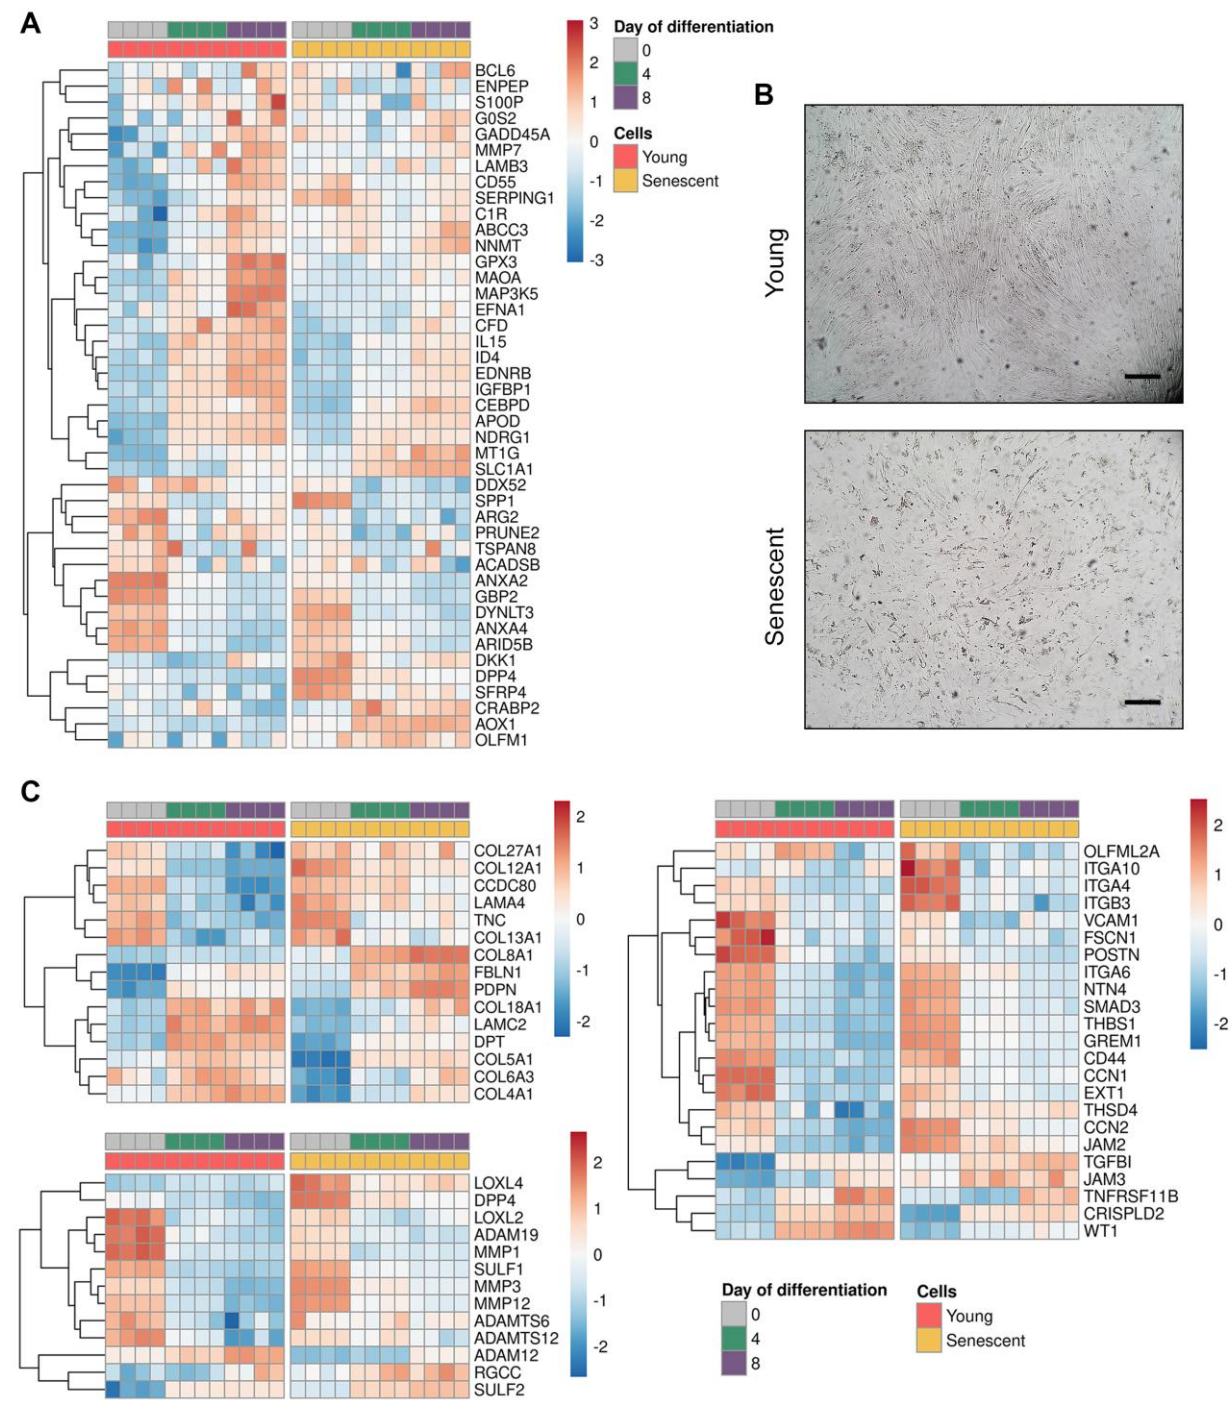 A
3
2
1
0
-1
-2
-3
Day of differentiation
0
4
8
Cells
Young
Senescent
BCL6
ENPEP
S100P
G0S2
GADD45A
MMP7
LAMB3
CD55
SERPING1
C1R
ABCC3
NNMT
GPX3
MAOA
MAP3K5
EFNA1
CFD
IL15
ID4
EDNRB
IGFBP1
CEBPD
APOD
NDRG1
MT1G
SLC1A1
DDX52
SPP1
ARG2
PRUNE2
TSPAN8
ACADSB
ANXA2
GBP2
DYNLT3
ANXA4
ARID5B
DKK1
DPP4
SFRP4
CRABP2
AOX1
OLFM1
B
Young
Senescent
C
COL27A1
COL12A1
CCDC80
LAMA4
TNC
COL13A1
COL8A1
FBLN1
PDPN
COL18A1
LAMC2
DPT
COL5A1
COL6A3
COL4A1
2
1
0
-1
-2
LOXL4
DPP4
LOXL2
ADAM19
MMP1
SULF1
MMP3
MMP12
ADAMTS6
ADAMTS12
ADAM12
RGCC
SULF2
2
1
0
-1
-2
OLFML2A
ITGA10
ITGA4
ITGB3
VCAM1
FSCN1
POSTN
ITGA6
NTN4
SMAD3
THBS1
GREM1
CD44
CCN1
EXT1
THSD4
CCN2
JAM2
TGFBI
JAM3
TNFRSF11B
CRISPLD2
WT1
2
1
0
-1
-2
Day of differentiation
0
4
8
Cells
Young
Senescent